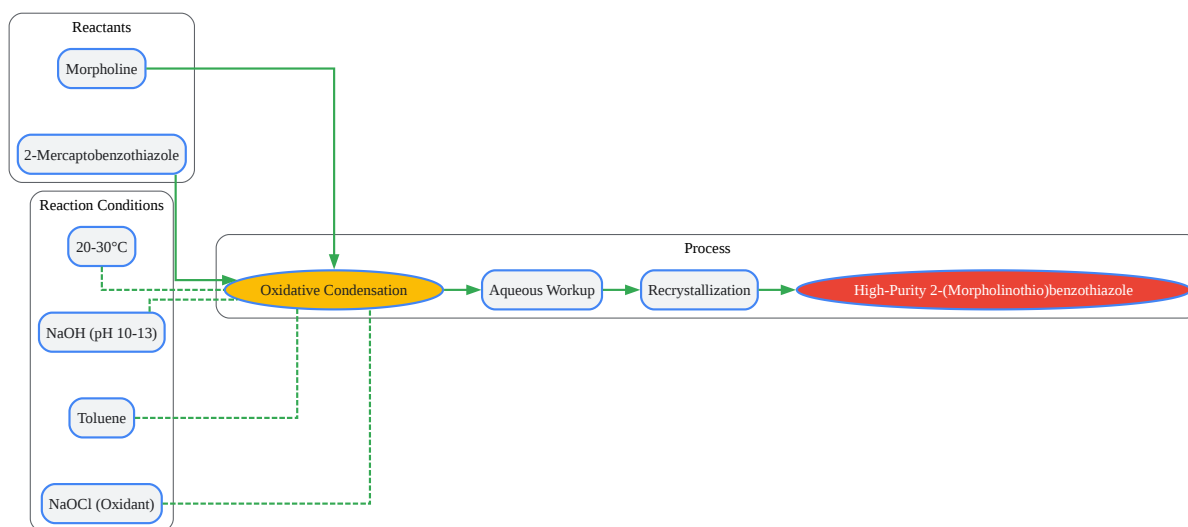 Reactants
Morpholine
2-Mercaptobenzothiazole
Reaction Conditions
20-30°C
NaOH (pH 10-13)
Toluene
NaOCl (Oxidant)
Process
Oxidative Condensation
Aqueous Workup
Recrystallization
High-Purity 2-(Morpholinothio)benzothiazole